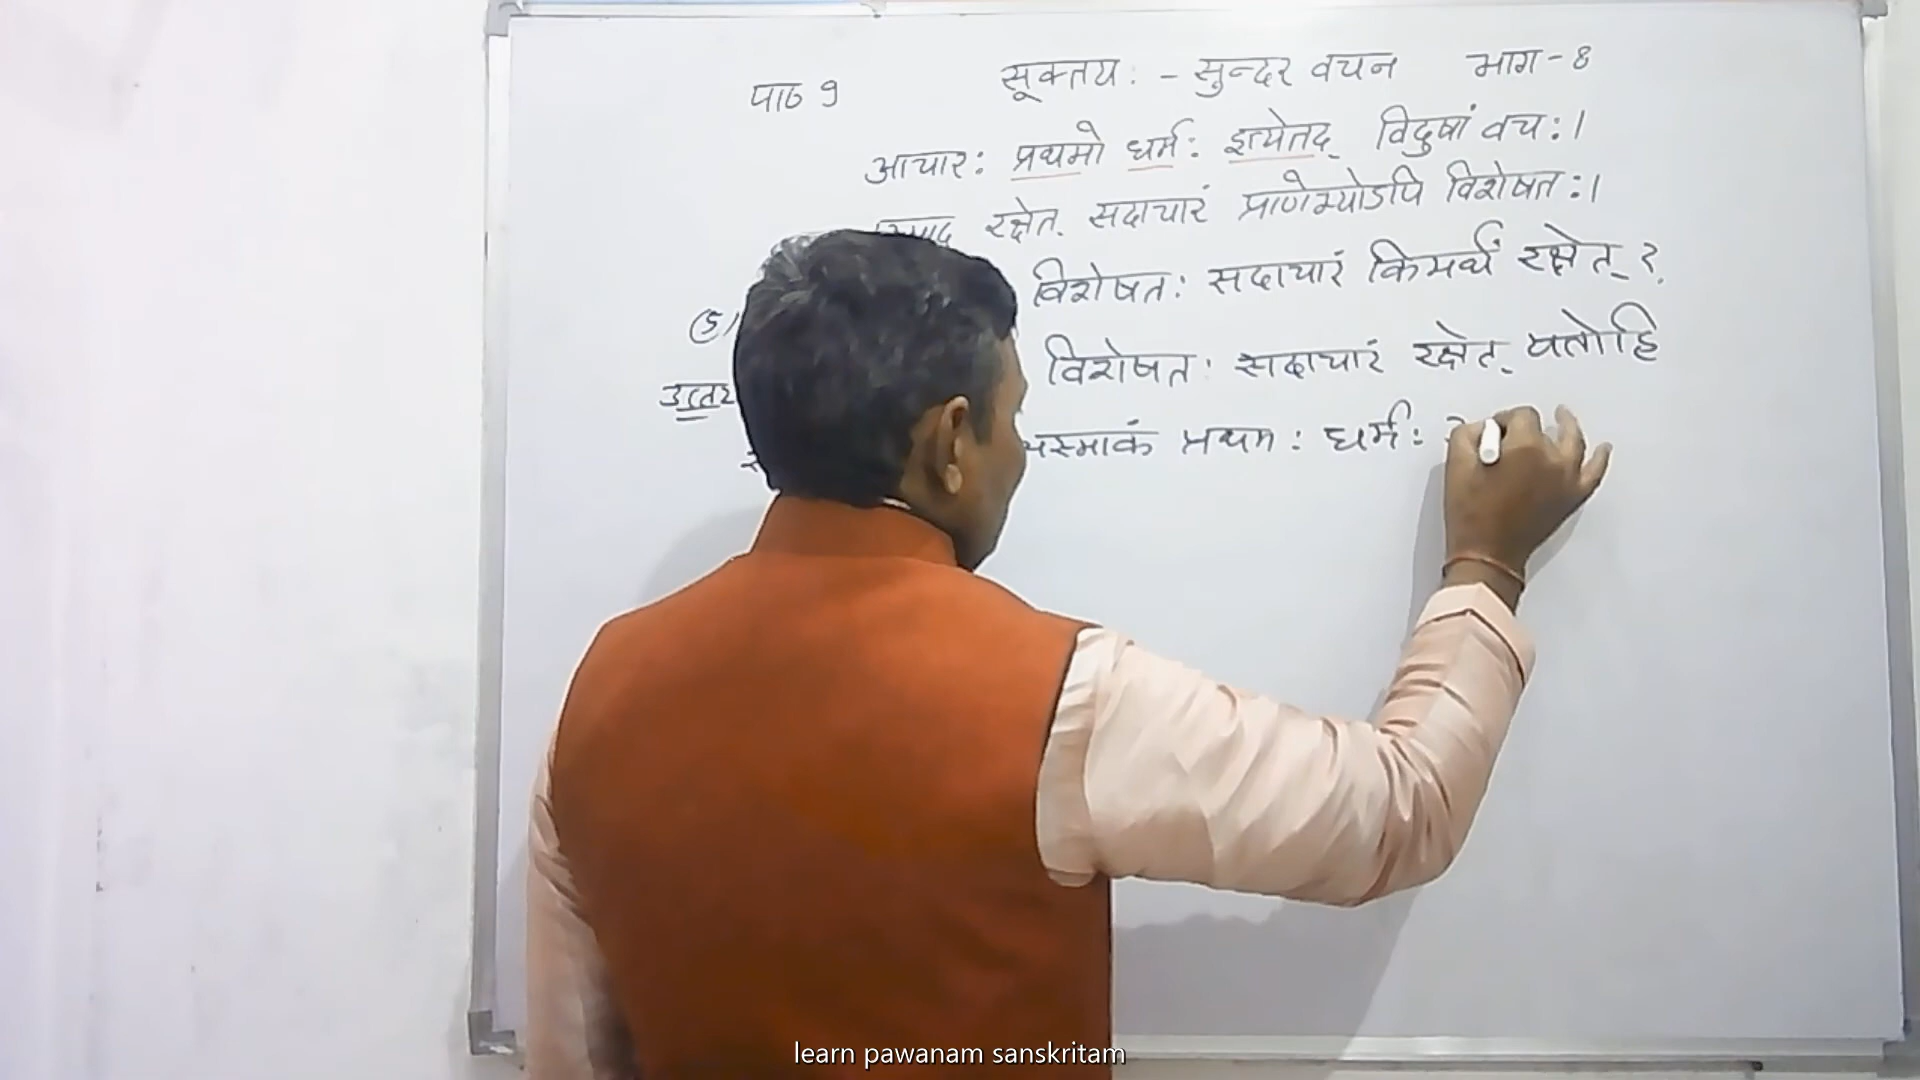 पाठ 9 सूक्तयः - सुन्दर वचन भाग - 8
आचारः प्रथमो धर्मः इत्येतद् विदुषां वचः।
रक्षेत् सदाचारं प्राणेभ्योऽपि विशेषतः।
विशेषतः सदाचारं किमर्थं रक्षेत् ?
(5)
विशेषतः सदाचारं रक्षेत् यतोहि
उत्तर
अस्माकं प्रथमः धर्मः
learn pawanam sanskritam